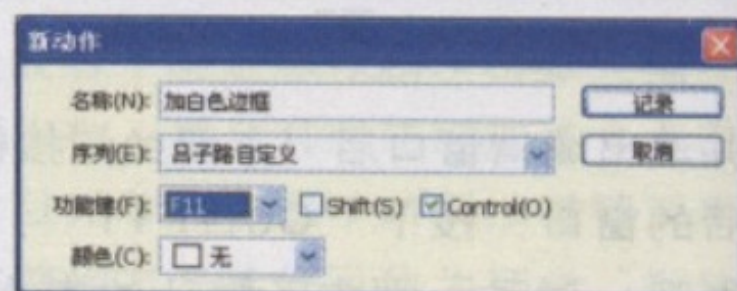 新动作
名称(N): 加白色边框 记录
序列(E): 吕子路自定义 取消
功能键(F): F11 Shift(S) Control(O)
颜色(C): 无